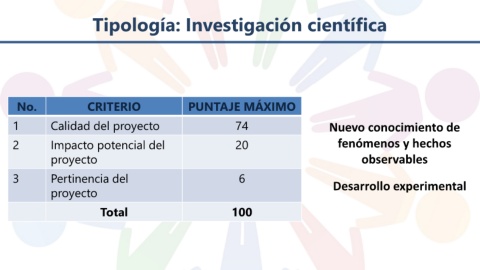 Tipología: Investigación científica
No. CRITERIO PUNTAJE MÁXIMO
1 Calidad del proyecto 74
2 Impacto potencial del 20
proyecto
3 Pertinencia del 6
proyecto
Total 100
Nuevo conocimiento de
fenómenos y hechos
observables
Desarrollo experimental